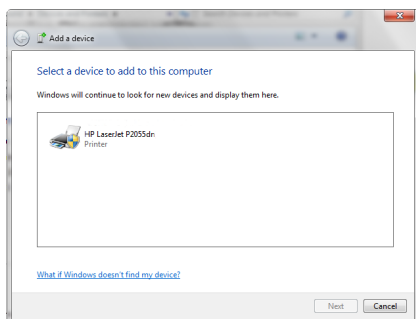 Add a device
Select a device to add to this computer
Windows will continue to look for new devices and display them here.
HP LaserJet P2055dn
Printer
What if Windows doesn't find my device?
Next
Cancel